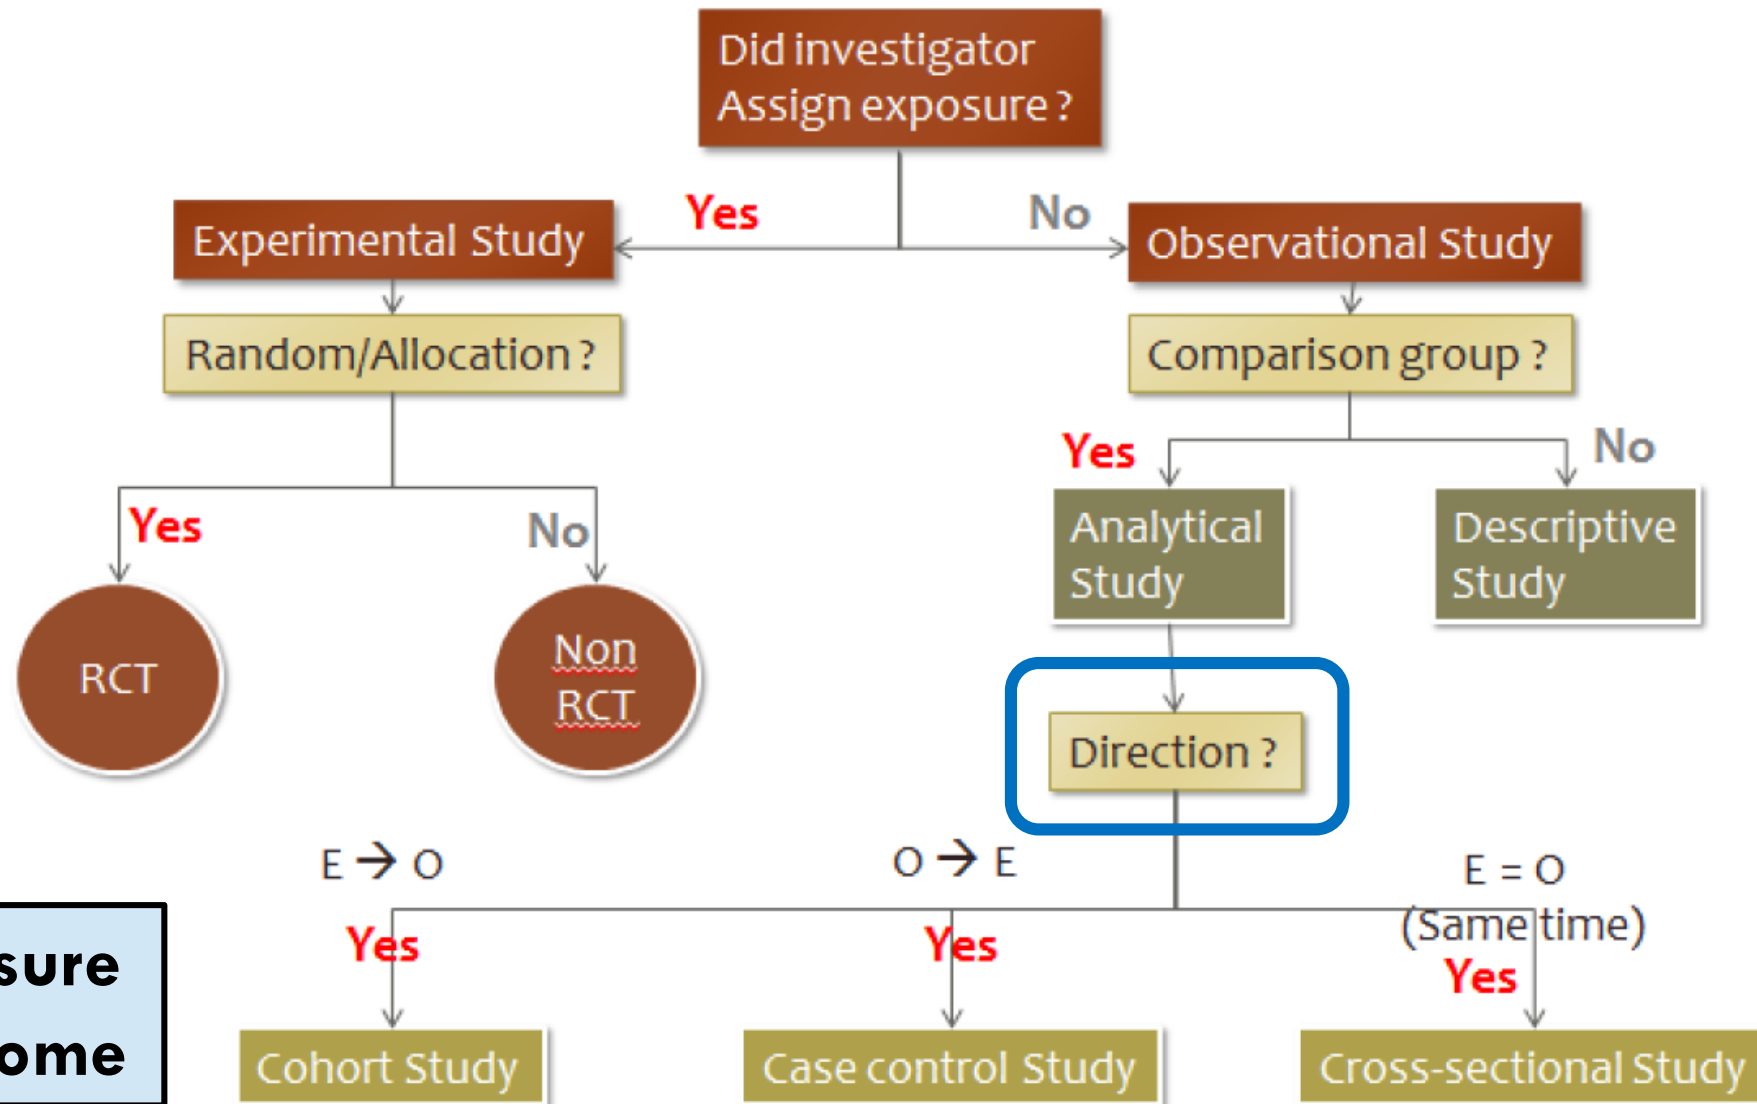 Did investigator
Assign exposure ?
Yes
No
Experimental Study
Observational Study
Random/Allocation ?
Comparison group ?
Yes
No
Yes
No
Analytical
Study
Descriptive
Study
RCT
Non
RCT
Direction ?
E → O
O → E
E = O
(Same time)
Yes
Yes
Yes
sure
ome
Cohort Study
Case control Study
Cross-sectional Study